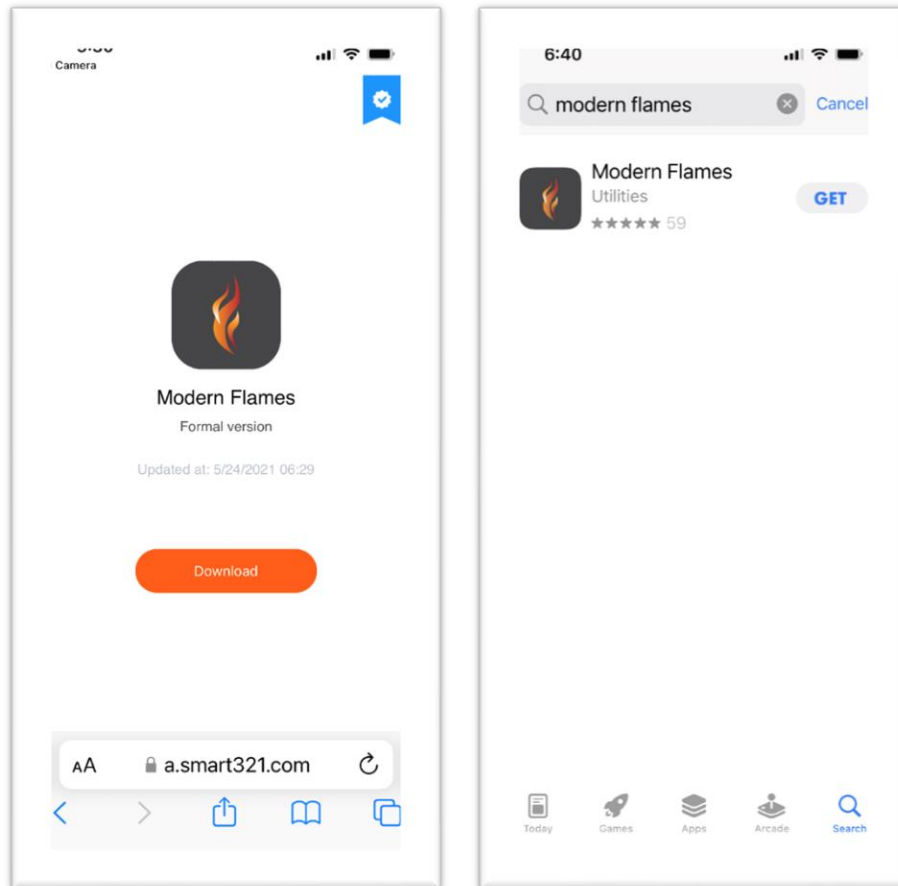 Camera
Modern Flames
Formal version
Updated at: 5/24/2021 06:29
Download
AA a.smart321.com
6:40
modern flames Cancel
Modern Flames
Utilities
GET
★★★★★ 59
Today Games Apps Arcade Search